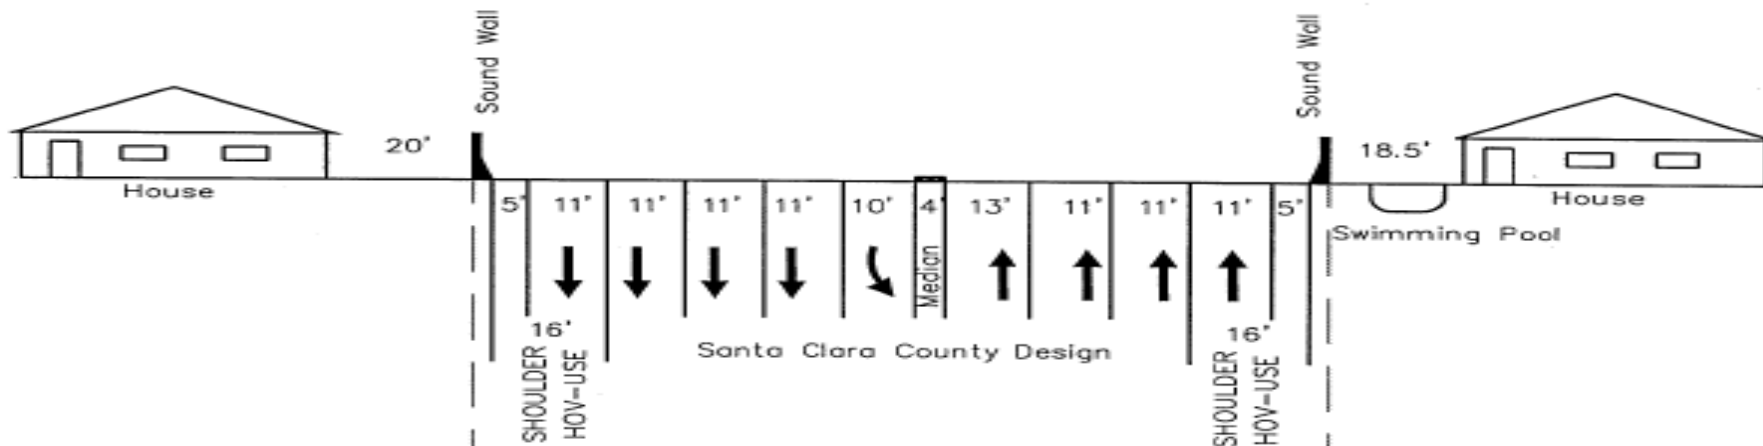 Sound Wall
Sound Wall
20'
18.5'
House
House
5' 11' 11' 11' 11' 10' 4' 13' 11' 11' 11' 5'
Swimming Pool
Median
16'
16'
Santa Clara County Design
SHOULDER
HOV-USE
SHOULDER
HOV-USE